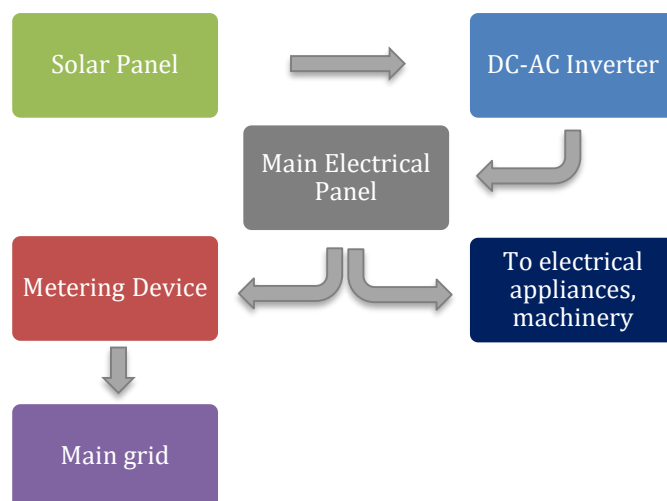 Solar Panel
DC-AC Inverter
Main Electrical
Panel
Metering Device
To electrical
appliances,
machinery
Main grid